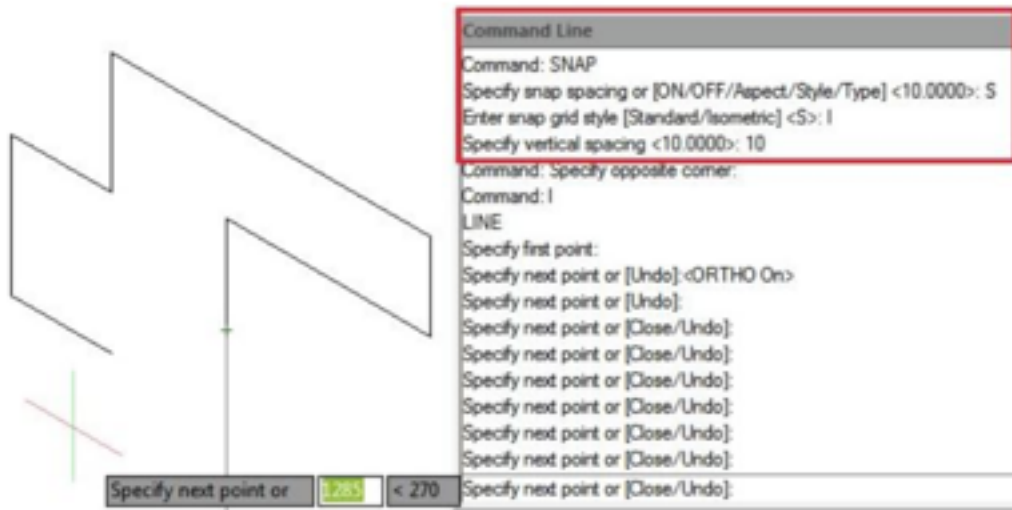 Command Line
Command: SNAP
Specify snap spacing or [ON/OFF/Aspect/Style/Type] <10.0000>: S
Enter snap grid style [Standard/Isometric] <S>: I
Specify vertical spacing <10.0000>: 10
Command: Specify opposite corner:
Command: l
LINE
Specify first point:
Specify next point or [Undo]:<ORTHO On>
Specify next point or [Undo]:
Specify next point or [Close/Undo]:
Specify next point or [Close/Undo]:
Specify next point or [Close/Undo]:
Specify next point or [Close/Undo]:
Specify next point or [Close/Undo]:
Specify next point or [Close/Undo]:
Specify next point or [Close/Undo]:
Specify next point or 1285 < 270